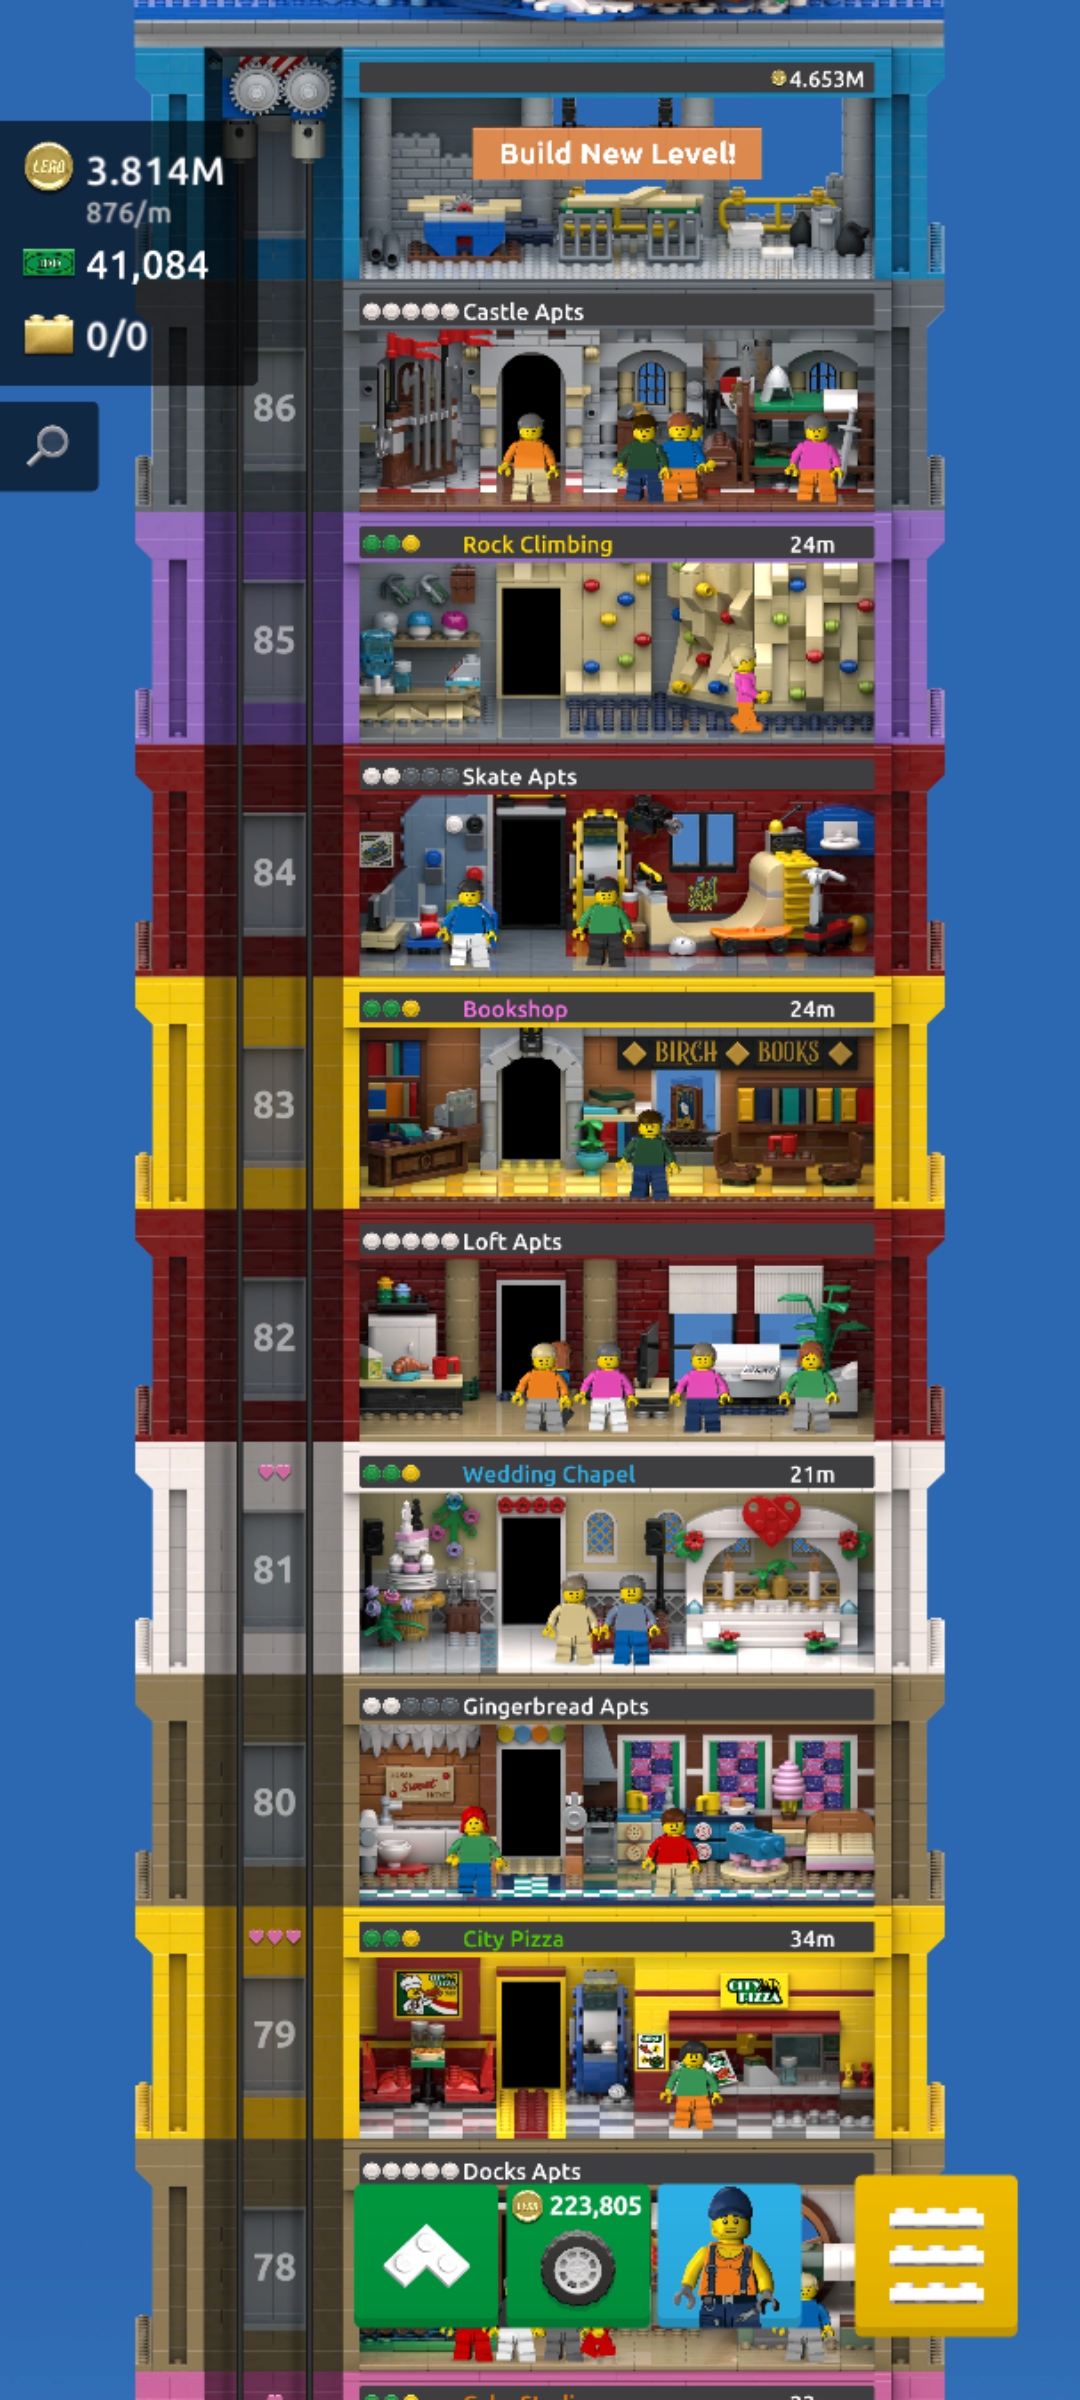 4.653M
Build New Level!
LEGO 3.814M
876/m
41,084
0/0
Castle Apts
86
Rock Climbing 24m
85
Skate Apts
84
Bookshop 24m
BIRCH BOOKS
83
Loft Apts
82
Wedding Chapel 21m
81
Gingerbread Apts
Sweet
80
City Pizza 34m
CITY PIZZA
79
Docks Apts
223,805
78